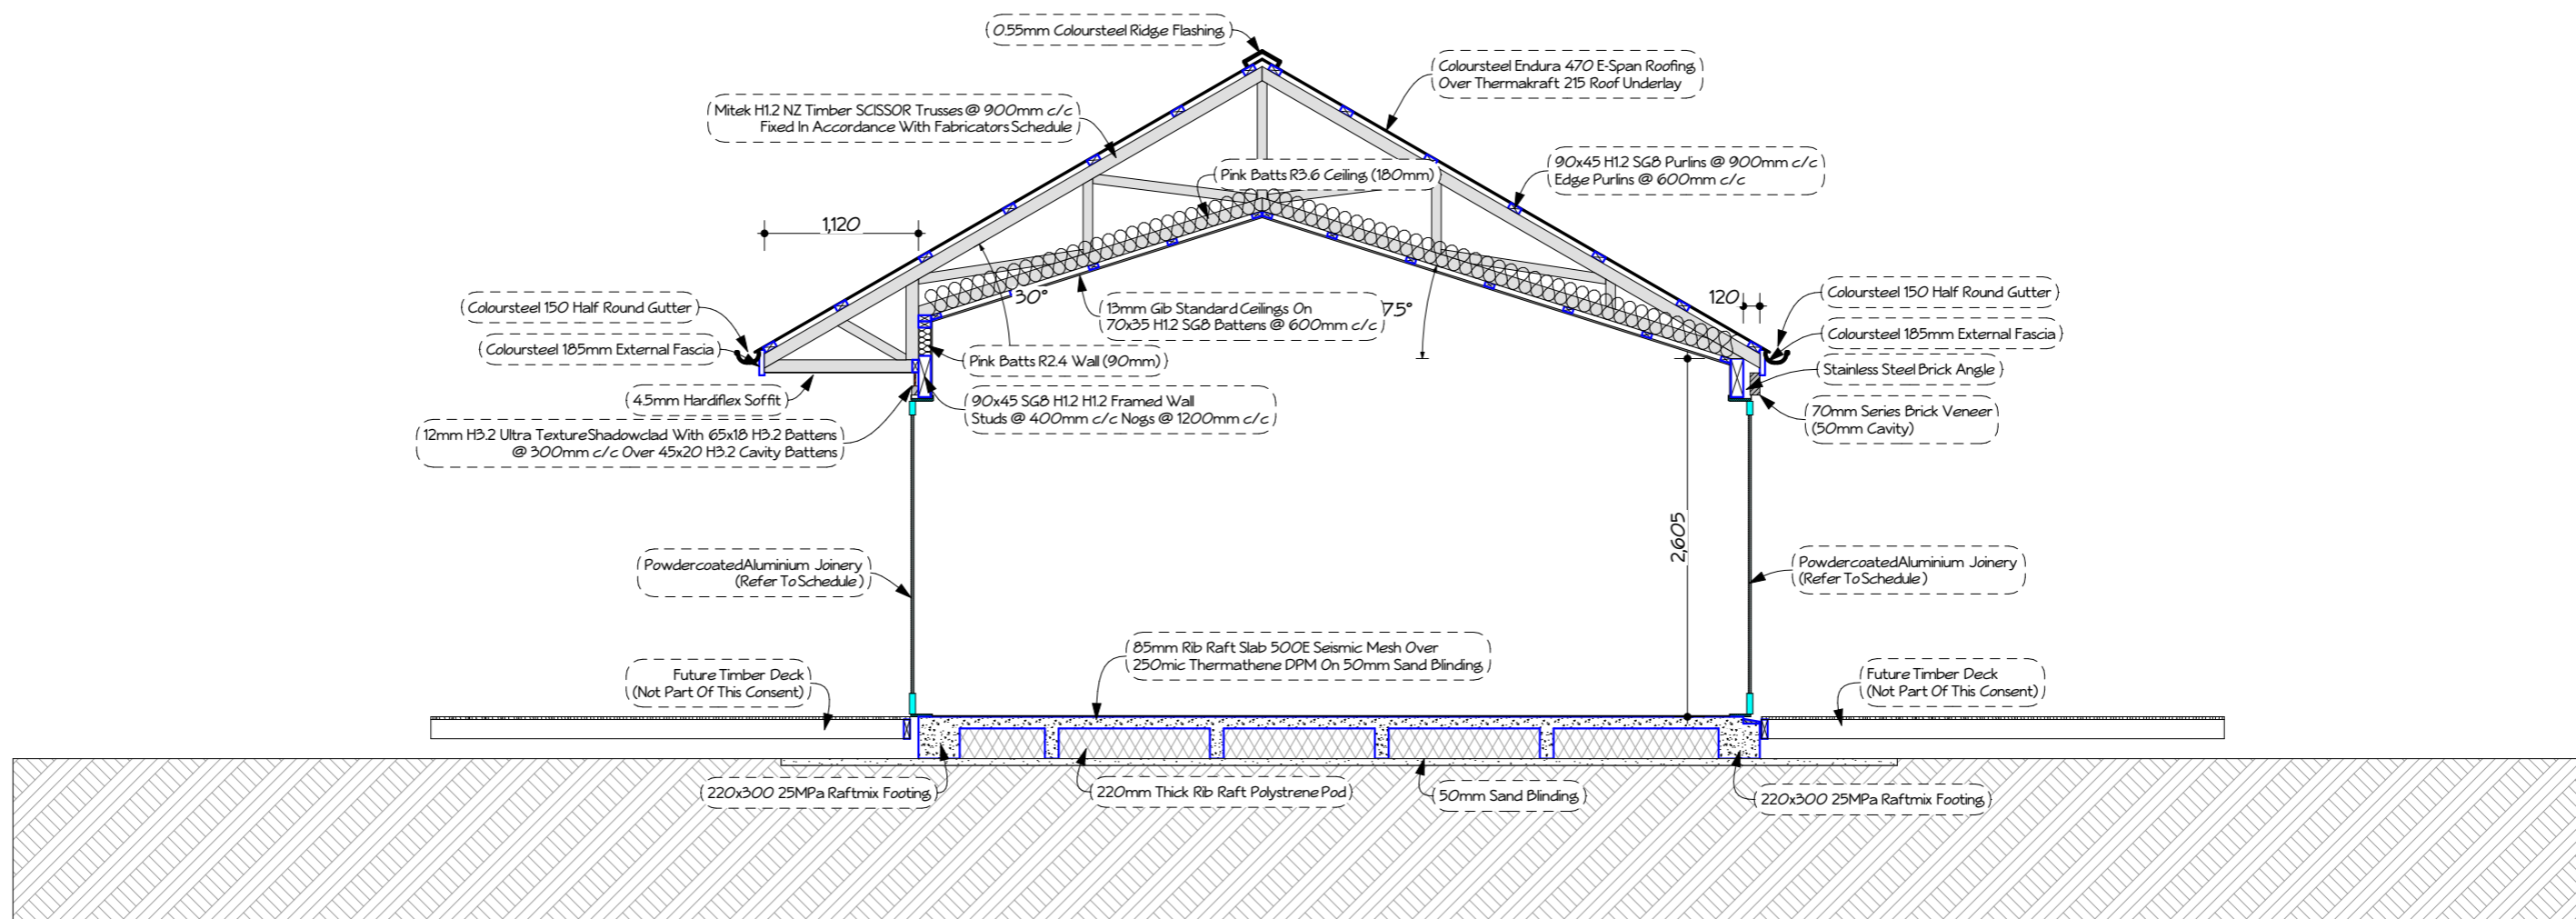 0.55mm Coloursteel Ridge Flashing
Coloursteel Endura 470 E-Span Roofing
Over Thermakraft 215 Roof Underlay
Mitek H1.2 NZ Timber SCISSOR Trusses @ 900mm c/c
Fixed In Accordance With Fabricators Schedule
90x45 H1.2 SG8 Purlins @ 900mm c/c
Edge Purlins @ 600mm c/c
Pink Batts R3.6 Ceiling (180mm)
1,120
30°
13mm Gib Standard Ceilings On
70x35 H1.2 SG8 Battens @ 600mm c/c
75°
120
Coloursteel 150 Half Round Gutter
Coloursteel 185mm External Fascia
Coloursteel 150 Half Round Gutter
Coloursteel 185mm External Fascia
Pink Batts R2.4 Wall (90mm)
Stainless Steel Brick Angle
4.5mm Hardiflex Soffit
90x45 SG8 H1.2 H1.2 Framed Wall
Studs @ 400mm c/c Nogs @ 1200mm c/c
70mm Series Brick Veneer
(50mm Cavity)
12mm H3.2 Ultra TextureShadowclad With 65x18 H3.2 Battens
@ 300mm c/c Over 45x20 H3.2 Cavity Battens
2,605
PowdercoatedAluminium Joinery
(Refer To Schedule)
PowdercoatedAluminium Joinery
(Refer To Schedule)
85mm Rib Raft Slab 500E Seismic Mesh Over
250mic Thermathene DPM On 50mm Sand Blinding
Future Timber Deck
(Not Part Of This Consent)
Future Timber Deck
(Not Part Of This Consent)
220x300 25MPa Raftmix Footing
220mm Thick Rib Raft Polystrene Pod
50mm Sand Blinding
220x300 25MPa Raftmix Footing